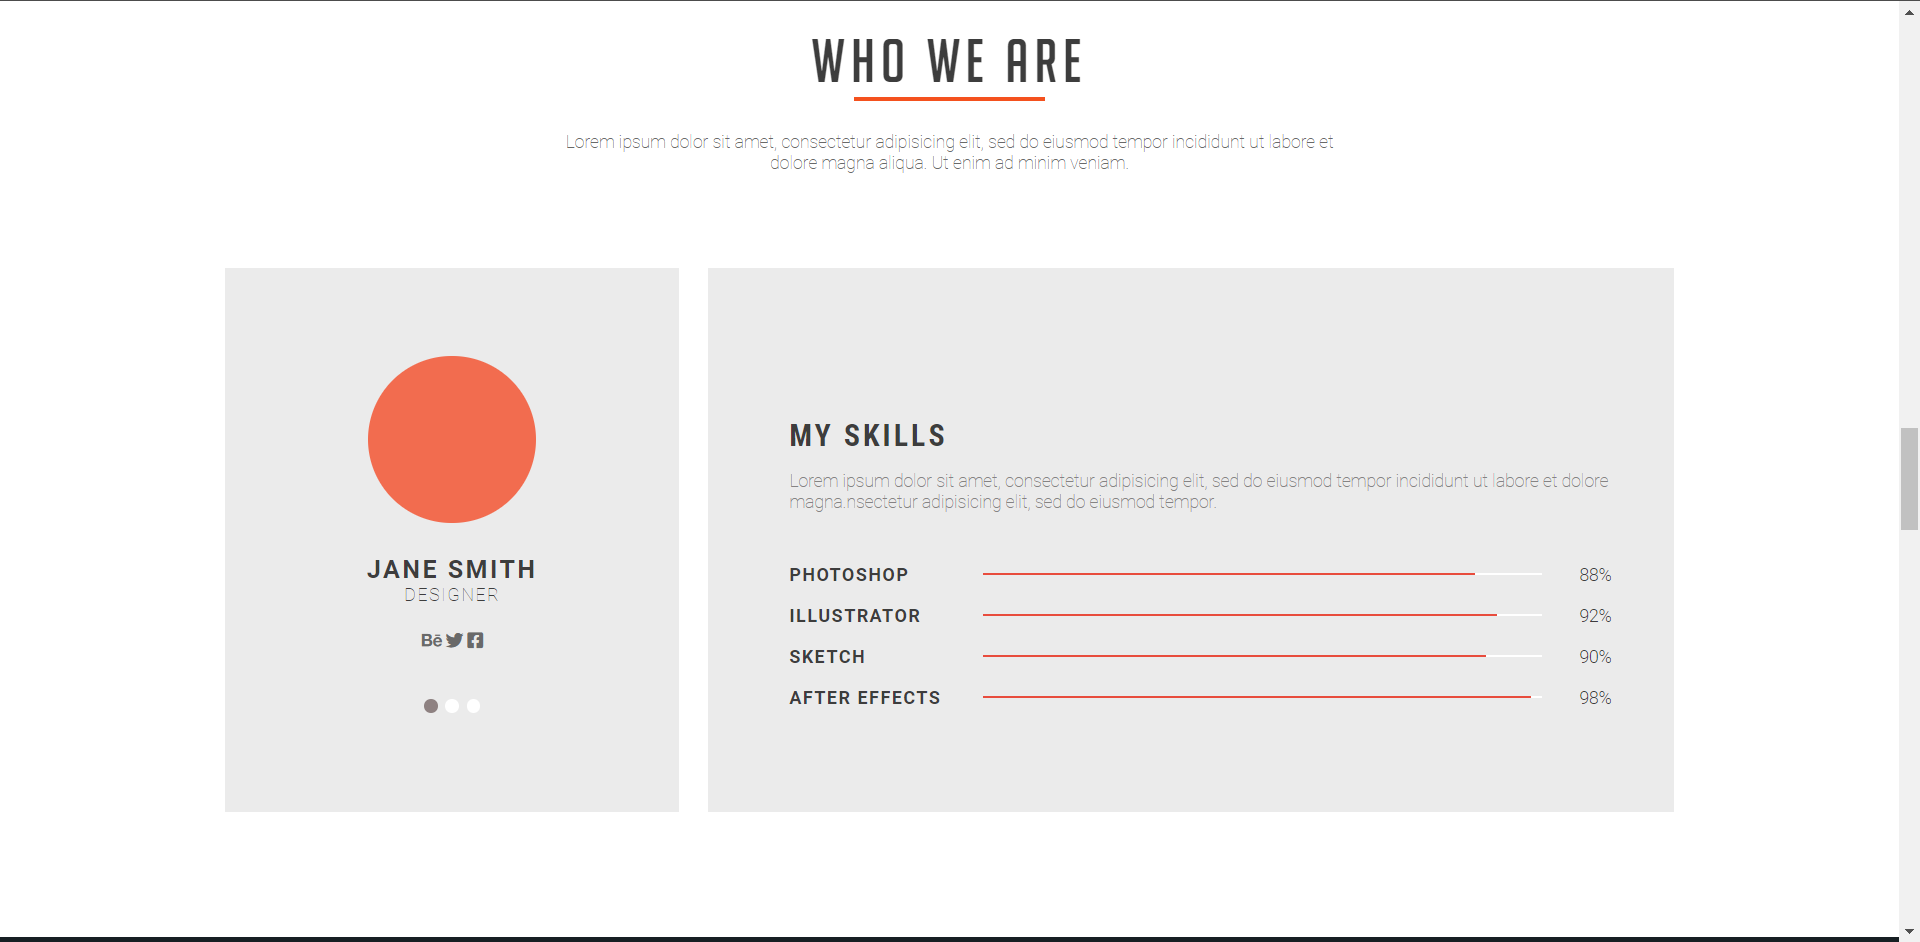 WHO WE ARE
Lorem ipsum dolor sit amet, consectetur adipisicing elit, sed do eiusmod tempor incididunt ut labore et
dolore magna aliqua. Ut enim ad minim veniam.
JANE SMITH
DESIGNER
Bē
MY SKILLS
Lorem ipsum dolor sit amet, consectetur adipisicing elit, sed do eiusmod tempor incididunt ut labore et dolore
magna.nsectetur adipisicing elit, sed do eiusmod tempor.
PHOTOSHOP 88%
ILLUSTRATOR 92%
SKETCH 90%
AFTER EFFECTS 98%